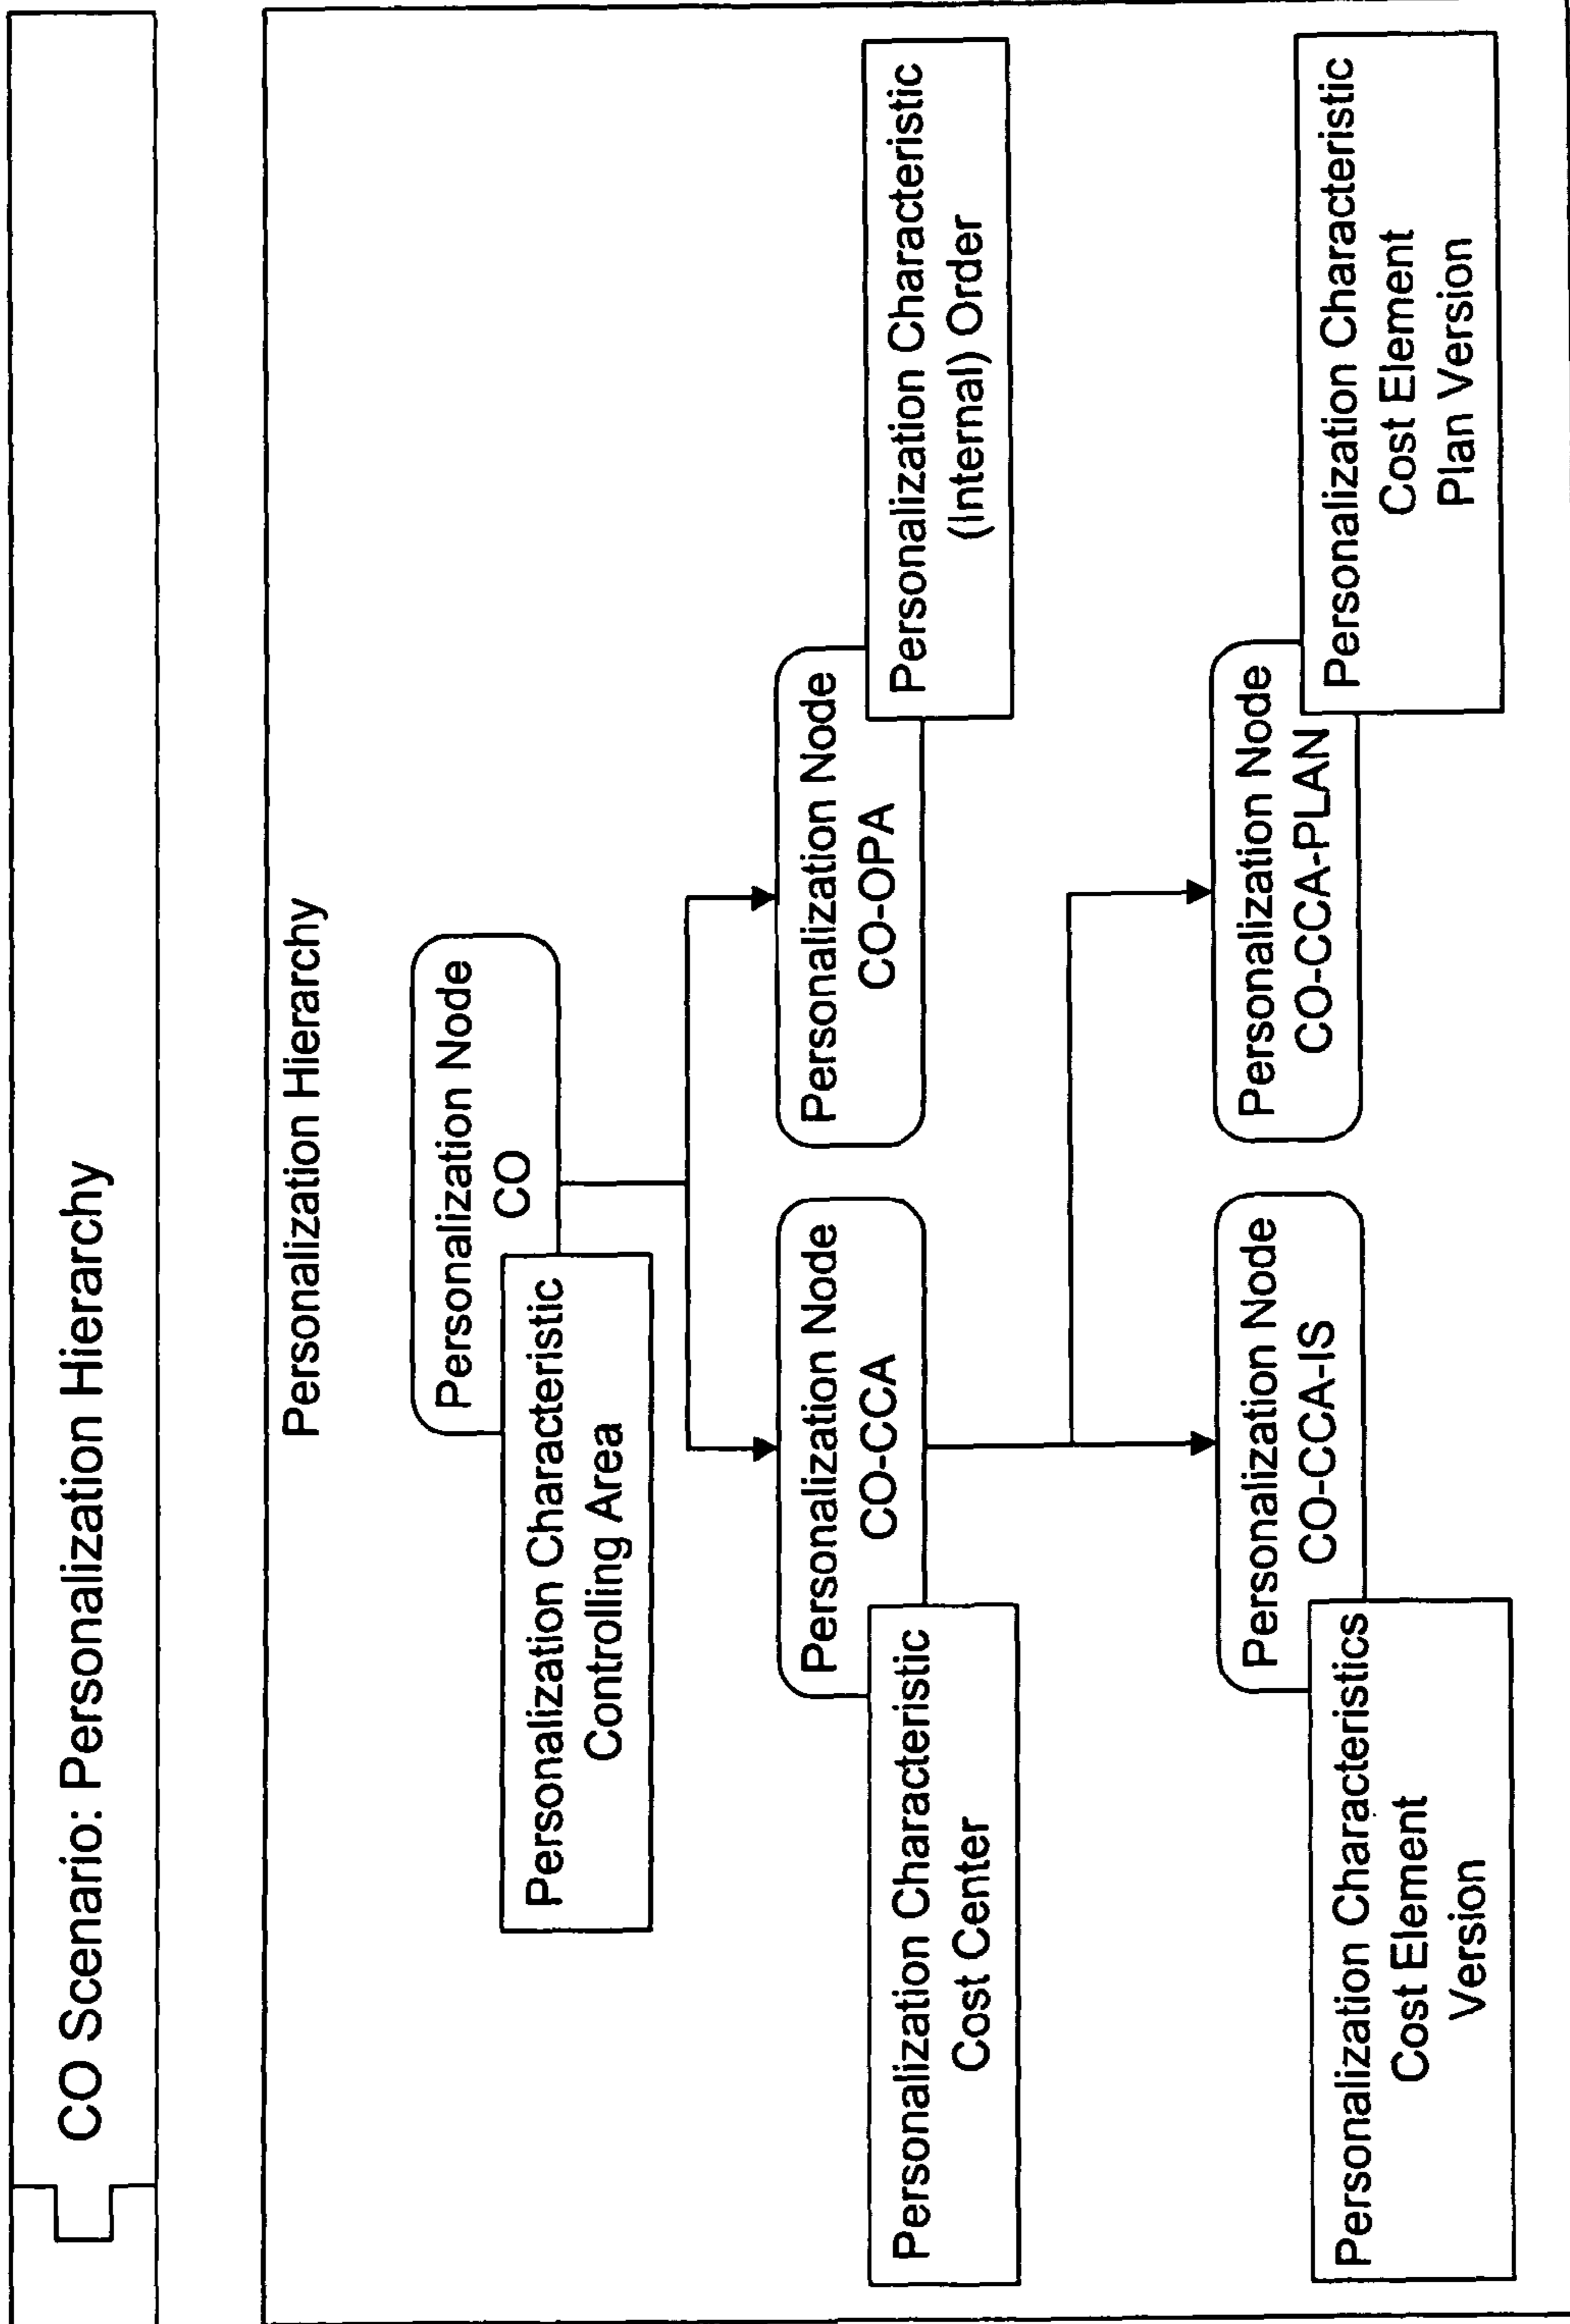 CO Scenario: Personalization Hierarchy
Personalization Hierarchy
Personalization Node
CO
Personalization Characteristic
Controlling Area
Personalization Node
CO-CCA
Personalization Characteristic
Cost Center
Personalization Node
CO-OPA
Personalization Characteristic
(Internal) Order
Personalization Node
CO-CCA-IS
Personalization Characteristics
Cost Element
Version
Personalization Node
CO-CCA-PLAN
Personalization Characteristic
Cost Element
Plan Version